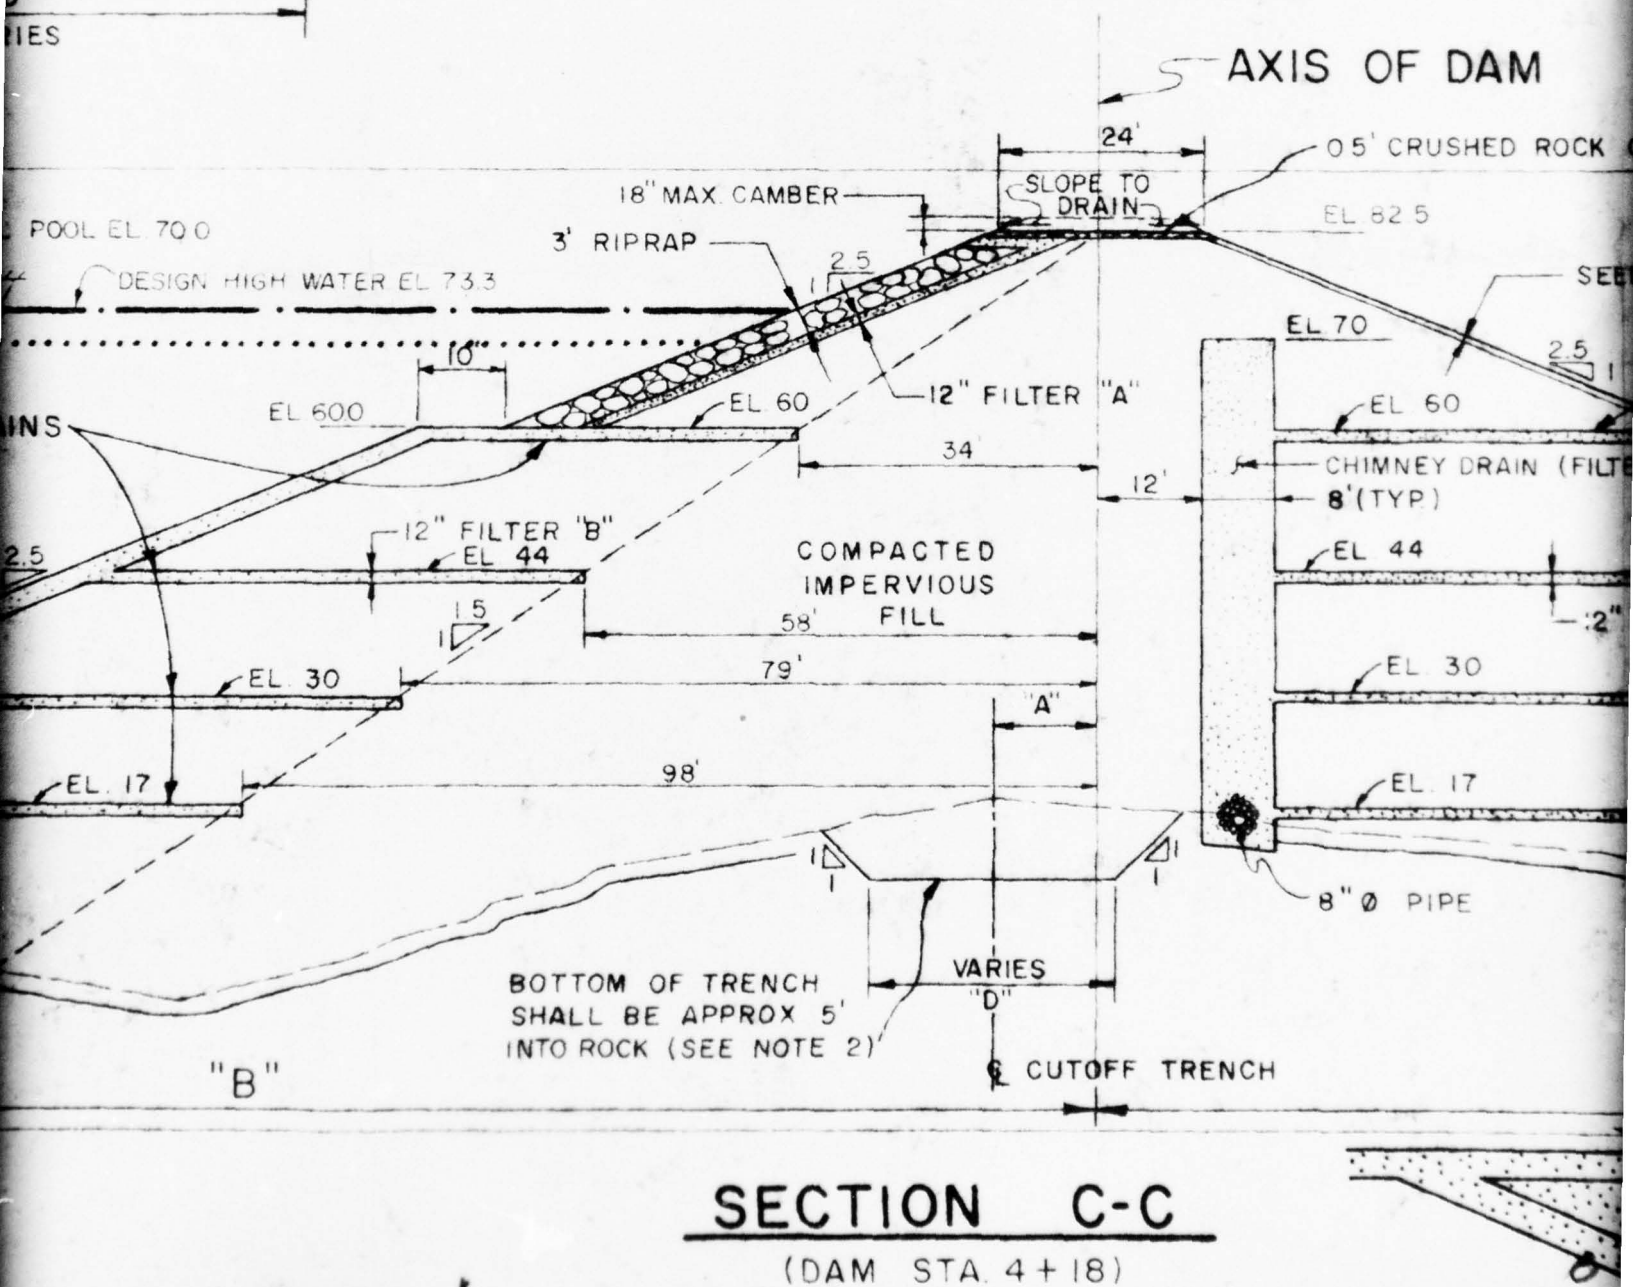 AXIS OF DAM
24'
0.5' CRUSHED ROCK
18" MAX. CAMBER
SLOPE TO
DRAIN
EL. 82.5
POOL EL. 70.0
3' RIPRAP
2.5
1
DESIGN HIGH WATER EL. 73.3
EL. 70
2.5
1
10'
12" FILTER "A"
EL 60.0
EL. 60
EL 60
34'
CHIMNEY DRAIN
12'
8' (TYP.)
12" FILTER "B"
2.5
EL 44
EL 44
COMPACTED
IMPERVIOUS
FILL
1.5
1
58'
79'
EL. 30
EL. 30
"A"
98'
EL. 17
EL. 17
1
1
1
1
8" Ø PIPE
BOTTOM OF TRENCH
SHALL BE APPROX 5'
INTO ROCK (SEE NOTE 2)
VARIES
"D"
"B"
℄ CUTOFF TRENCH
SECTION C-C
(DAM STA. 4+18)